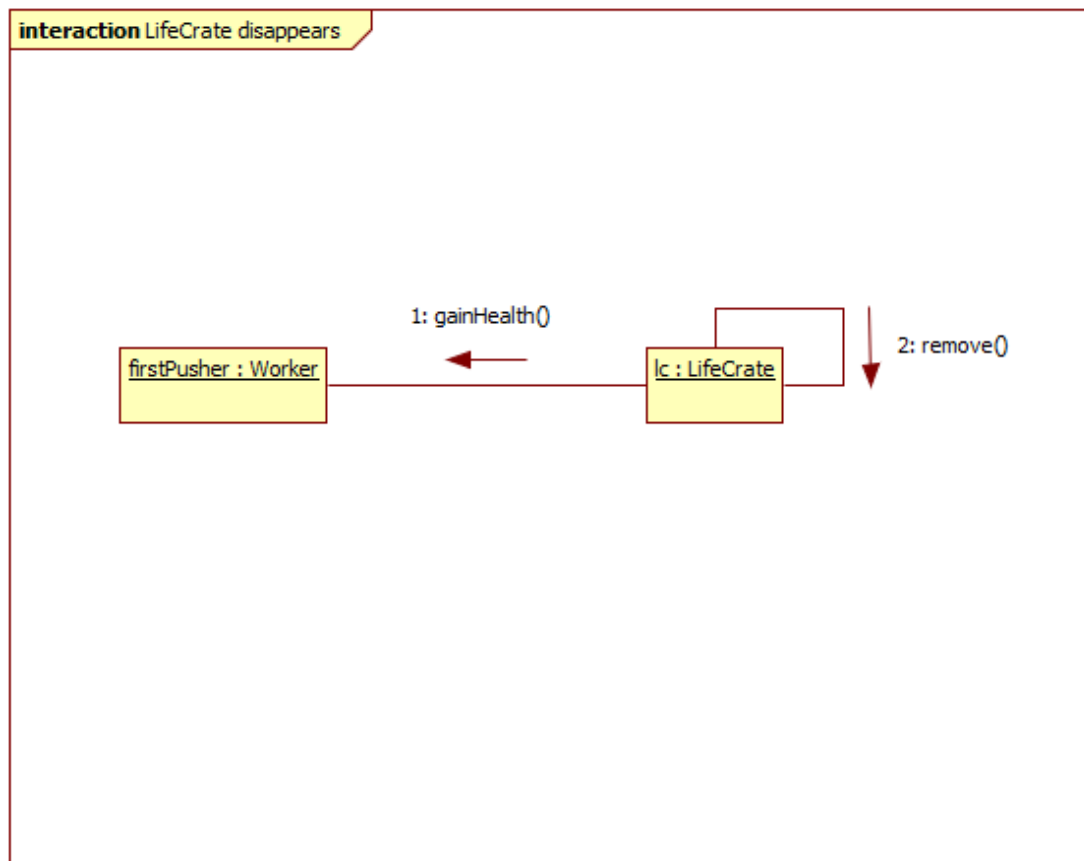 interaction LifeCrate disappears
1: gainHealth()
2: remove()
firstPusher : Worker
lc : LifeCrate